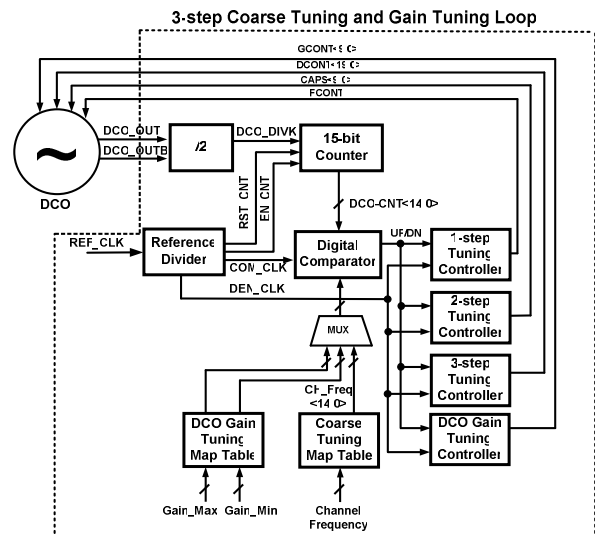 3-step Coarse Tuning and Gain Tuning Loop
GCONT<9:0>
DCONT<19:0>
CAPS<9:0>
FCONT
DCO_OUT
DCO_OUTB
/2
DCO_DIVK
15-bit
Counter
DCO
RST_CNT
EN_CNT
DCO-CNT<14:0>
REF_CLK
Reference
Divider
COM_CLK
DEN_CLK
Digital
Comparator
UP/DN
1-step
Tuning
Controller
2-step
Tuning
Controller
3-step
Tuning
Controller
DCO Gain
Tuning
Controller
MUX
CH_Freq
<14:0>
DCO Gain
Tuning
Map Table
Coarse
Tuning
Map Table
Gain_Max
Gain_Min
Channel
Frequency